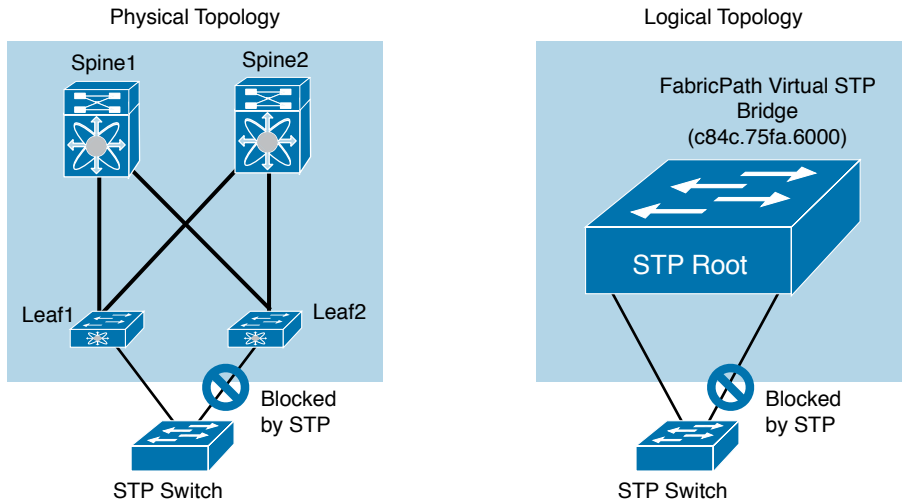 Physical Topology
Spine1
Spine2
Leaf1
Leaf2
Blocked
by STP
STP Switch
Logical Topology
FabricPath Virtual STP
Bridge
(c84c.75fa.6000)
STP Root
Blocked
by STP
STP Switch